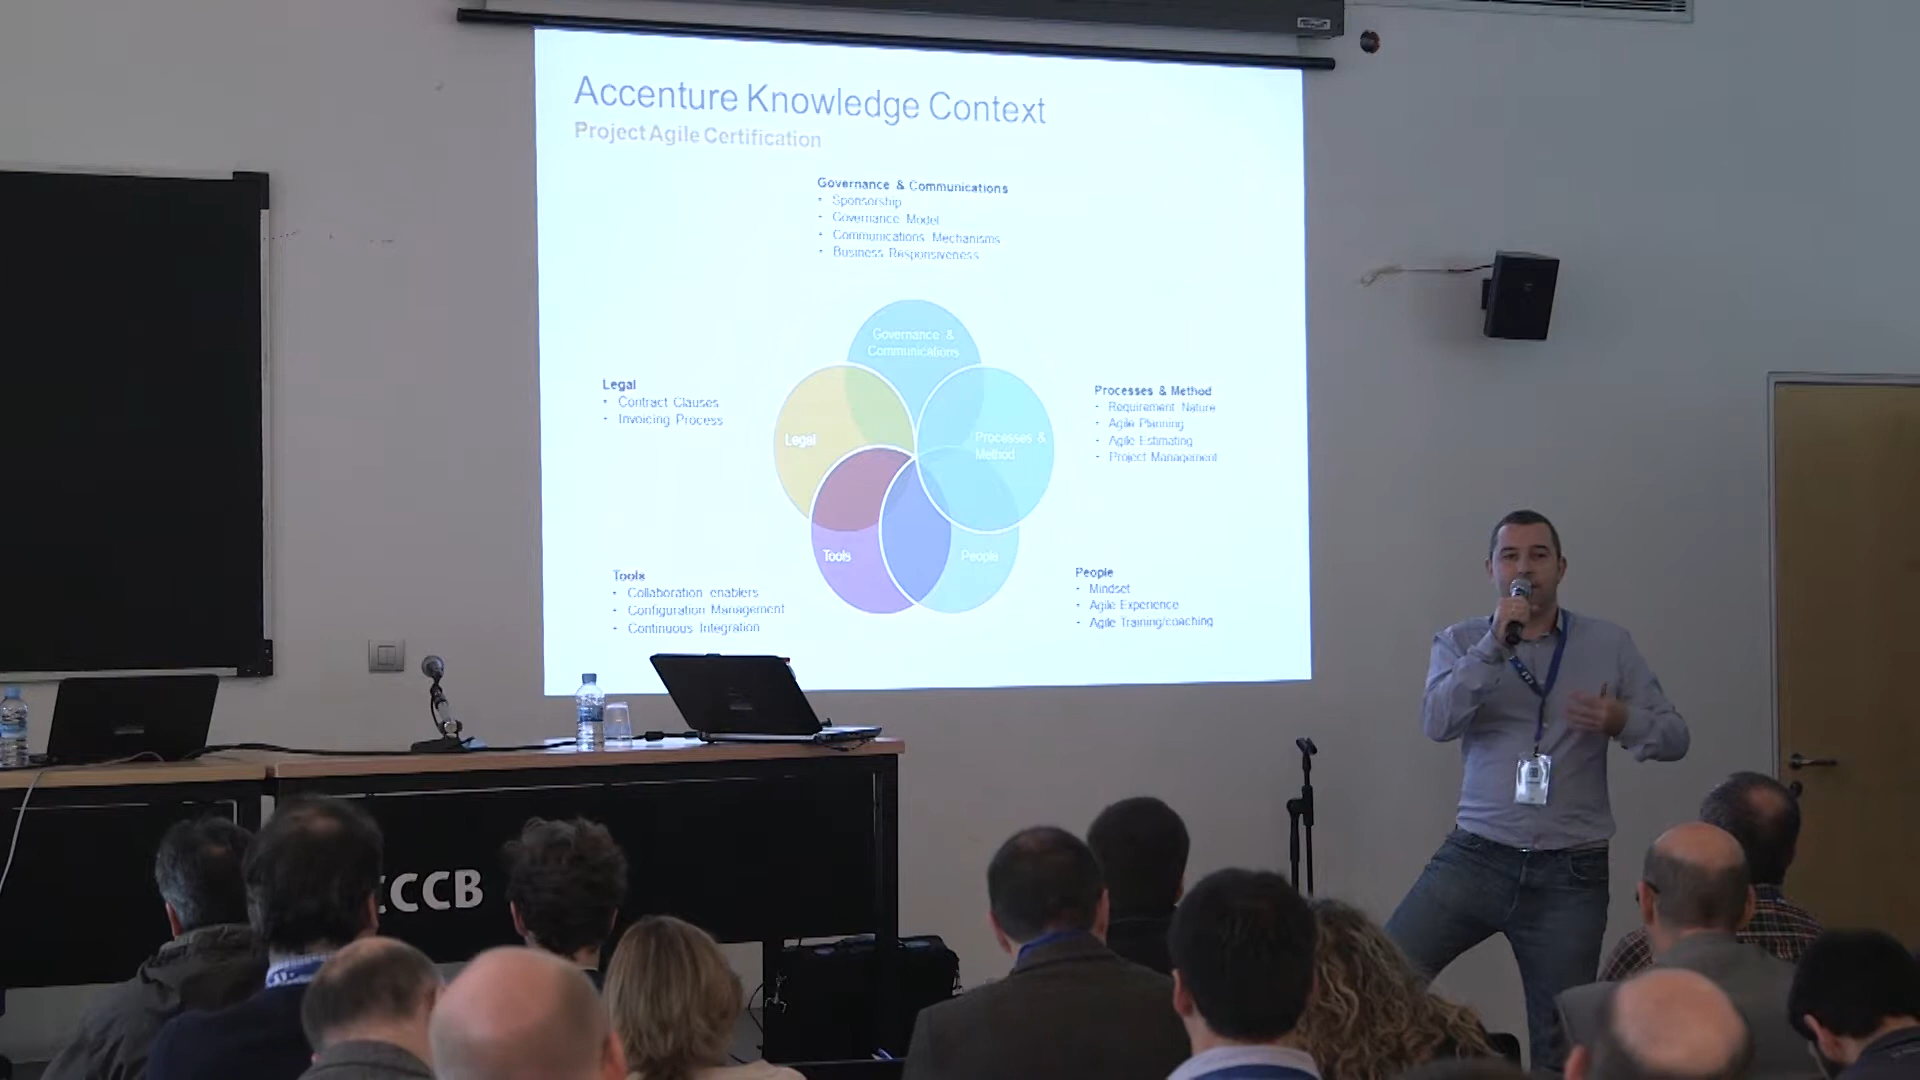 Accenture Knowledge Context
Project Agile Certification
Governance & Communications
- Sponsorship
- Governance Model
- Communications Mechanisms
- Business Responsiveness
Governance &
Communications
Legal
• Contract Clauses
• Invoicing Process
Legal
Processes &
Method
Processes & Method
- Requirement Nature
- Agile Planning
- Agile Estimating
- Project Management
Tools
People
Tools
- Collaboration enablers
- Configuration Management
- Continuous Integration
People
- Mindset
- Agile Experience
- Agile Training/coaching
CCCB